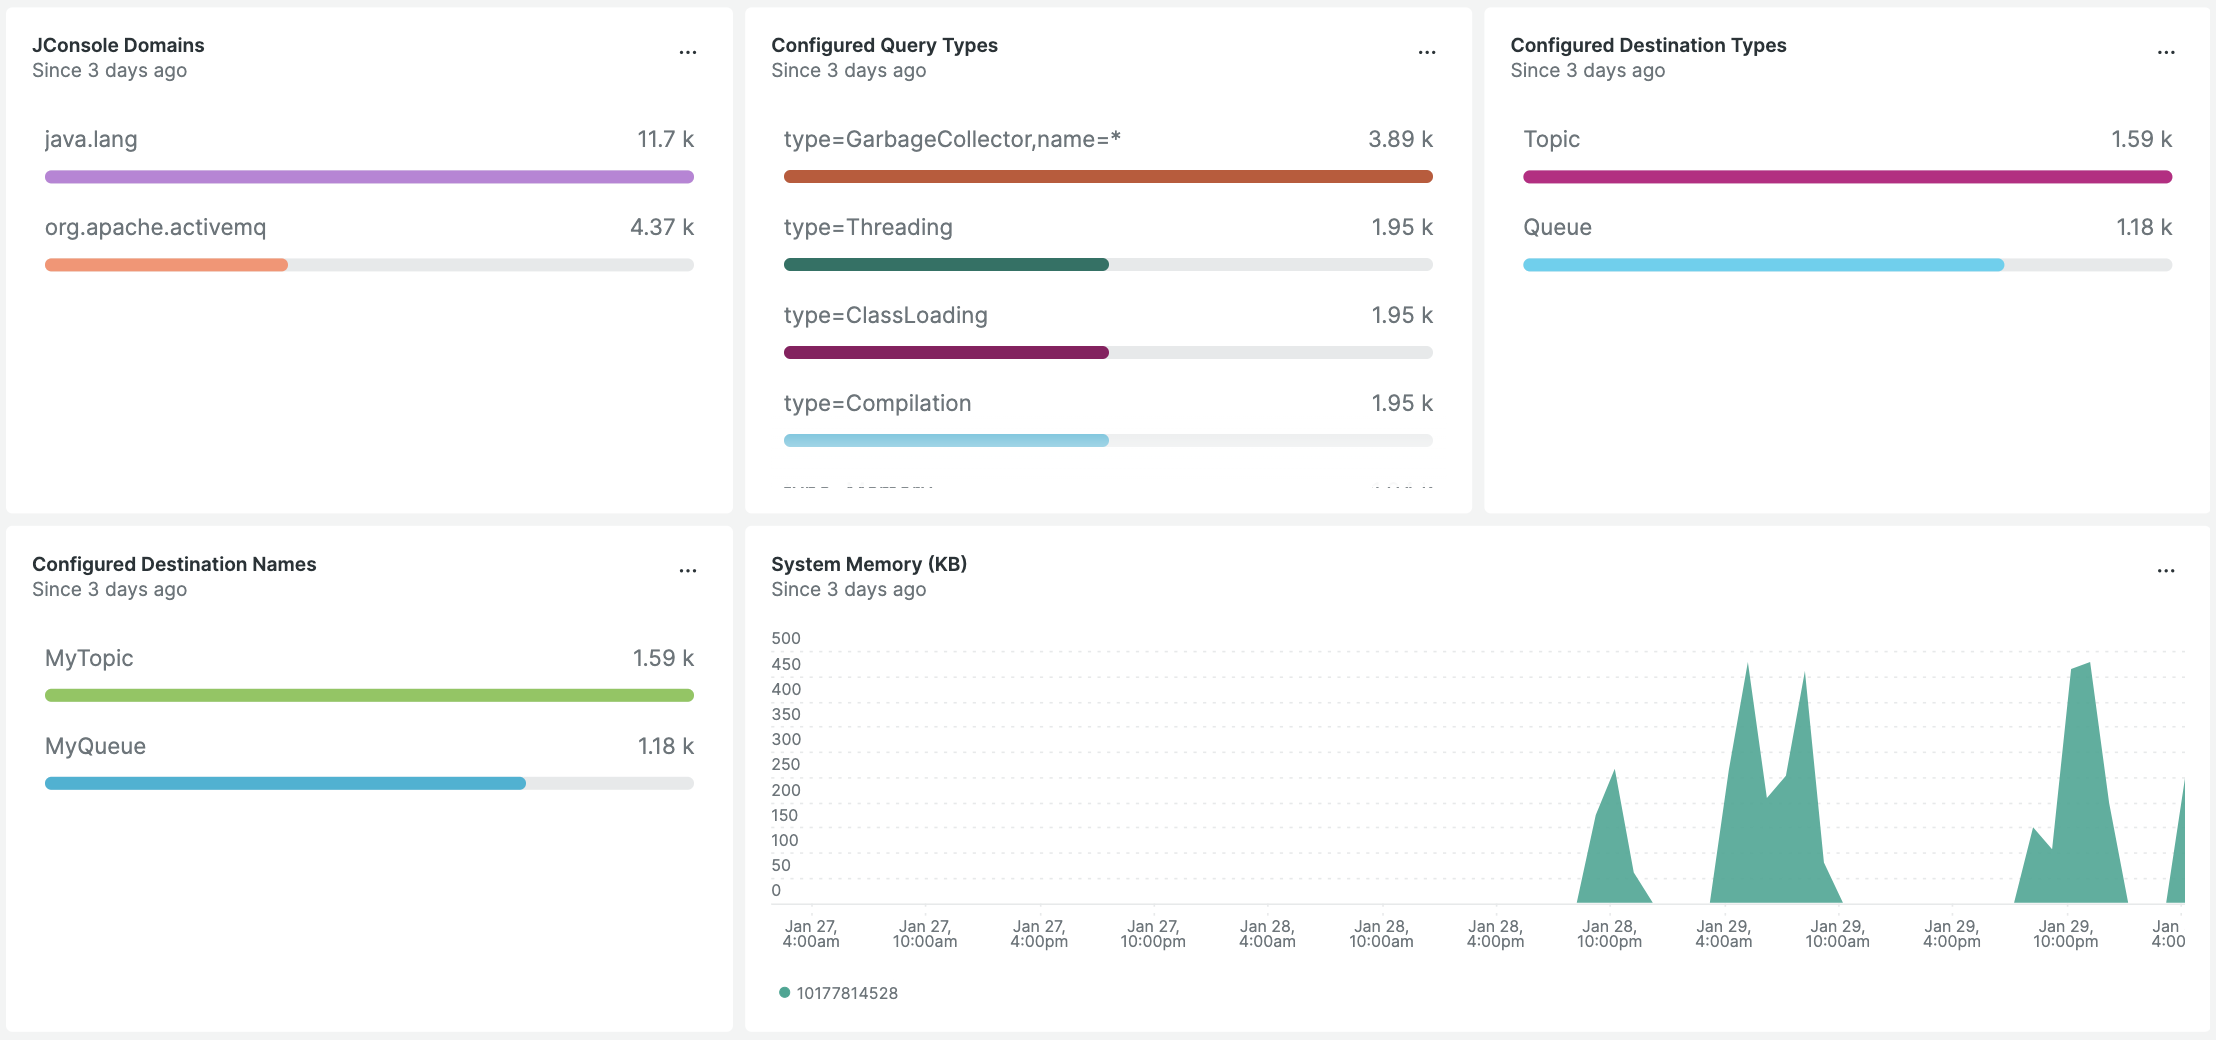 JConsole Domains
...
Since 3 days ago
java.lang 11.7 k
org.apache.activemq 4.37 k
Configured Query Types
...
Since 3 days ago
type=GarbageCollector,name=* 3.89 k
type=Threading 1.95 k
type=ClassLoading 1.95 k
type=Compilation 1.95 k
Configured Destination Types
...
Since 3 days ago
Topic 1.59 k
Queue 1.18 k
Configured Destination Names
...
Since 3 days ago
MyTopic 1.59 k
MyQueue 1.18 k
System Memory (KB)
...
Since 3 days ago
500
450
400
350
300
250
200
150
100
50
0
Jan 27, 4:00am
Jan 27, 10:00am
Jan 27, 4:00pm
Jan 27, 10:00pm
Jan 28, 4:00am
Jan 28, 10:00am
Jan 28, 4:00pm
Jan 28, 10:00pm
Jan 29, 4:00am
Jan 29, 10:00am
Jan 29, 4:00pm
Jan 29, 10:00pm
Jan 4:00
10177814528